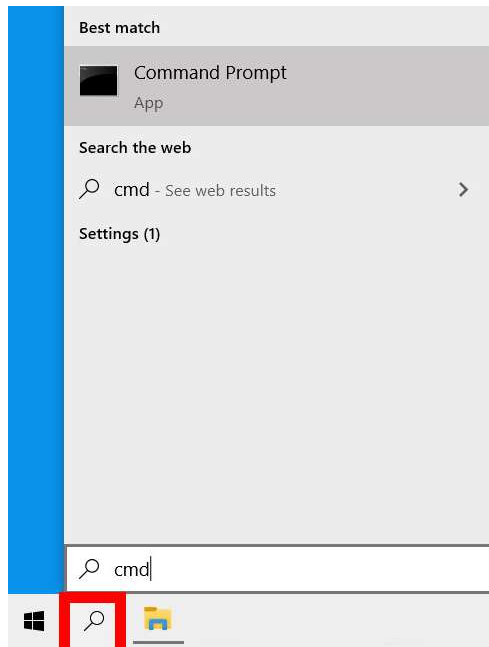 Best match
Command Prompt
App
Search the web
cmd - See web results
Settings (1)
cmd